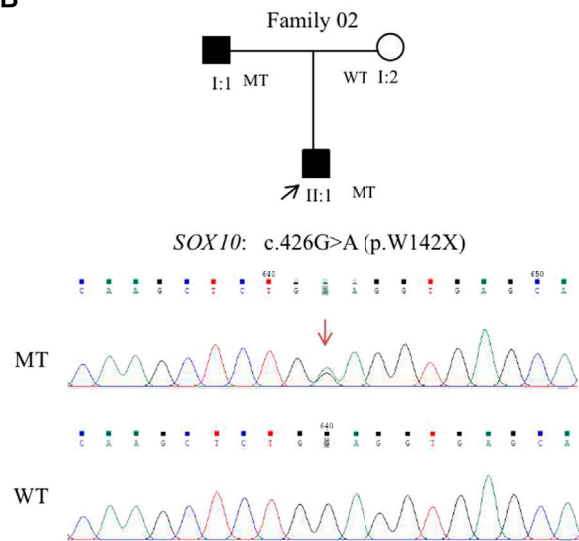 B
Family 02
I:1 MT WT I:2
II:1 MT
SOX10: c.426G>A (p.W142X)
640 650
C A A G C T C T G A A G G T G A G C A
MT
640
C A A G C T C T G G A G G T G A G C A
WT